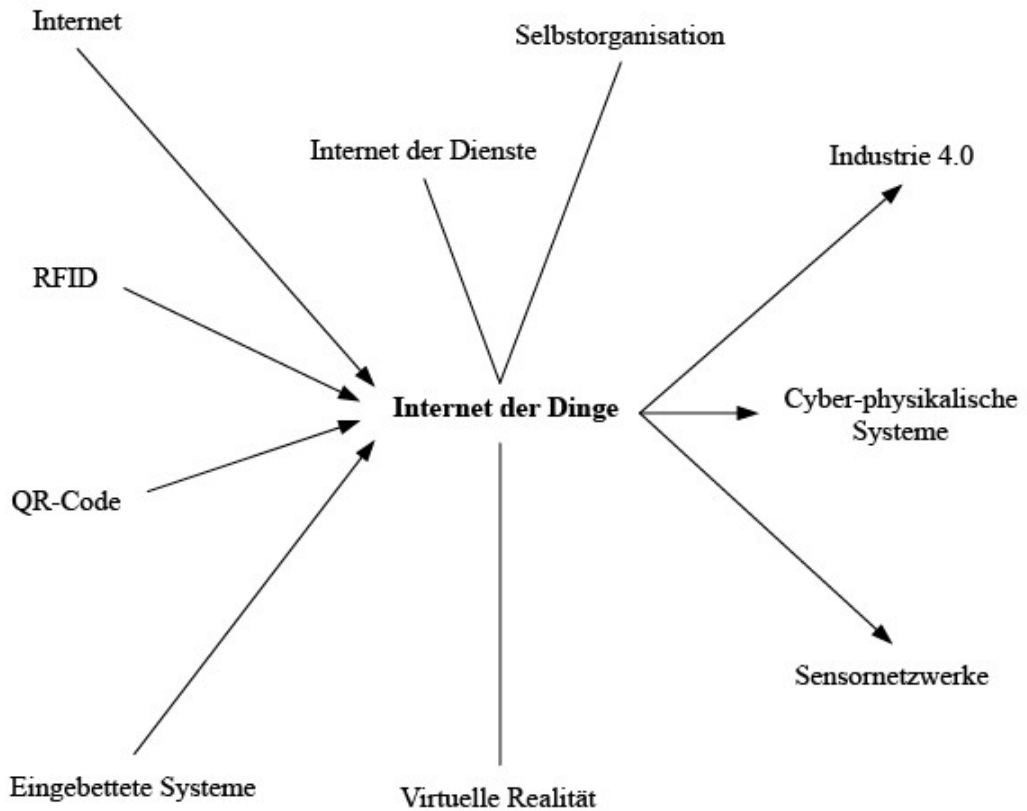 Internet
Selbstorganisation
Internet der Dienste
Industrie 4.0
RFID
Internet der Dinge
Cyber-physikalische
Systeme
QR-Code
Sensornetzwerke
Eingebettete Systeme
Virtuelle Realität